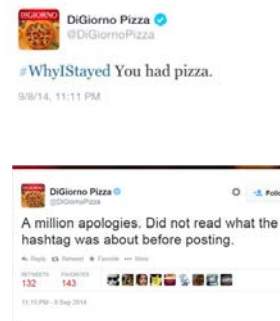 DIGIORNO
DiGiorno Pizza
@DiGiornoPizza
#WhyIStayed You had pizza.
9/8/14, 11:11 PM
DiGiorno Pizza
@DiGiornoPizza
A million apologies. Did not read what the
hashtag was about before posting.
Reply Retweet Favorite More
RETWEETS FAVORITES
132 143
11:15 PM - 8 Sep 2014